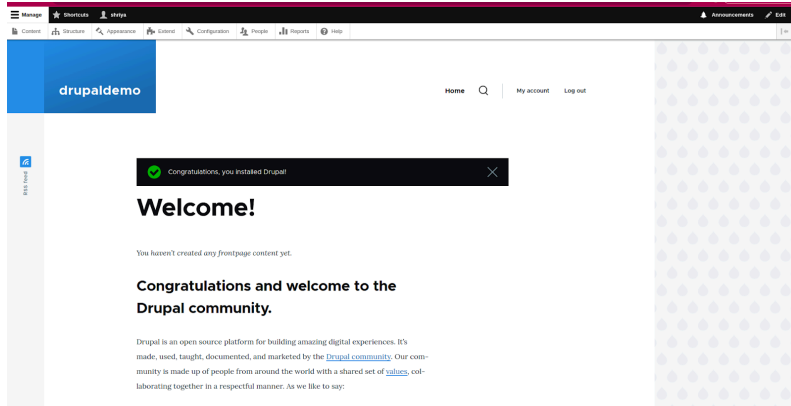 Manage Shortcuts shriya Announcements Edit
Content Structure Appearance Extend Configuration People Reports Help
drupaldemo
Home My account Log out
RSS feed
Congratulations, you installed Drupal!
Welcome!
You haven't created any frontpage content yet.
Congratulations and welcome to the
Drupal community.
Drupal is an open source platform for building amazing digital experiences. It's
made, used, taught, documented, and marketed by the Drupal community. Our com-
munity is made up of people from around the world with a shared set of values, col-
laborating together in a respectful manner. As we like to say: